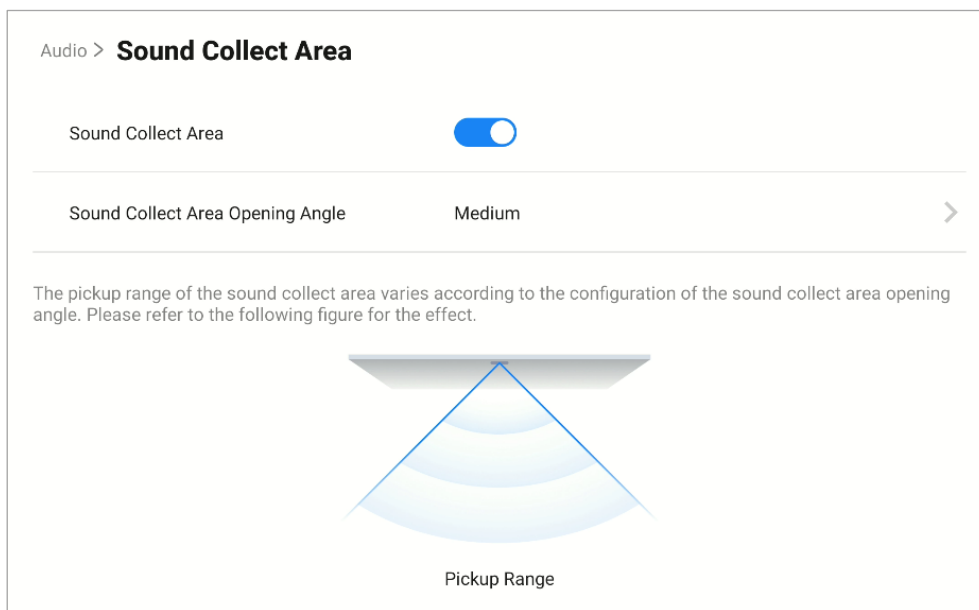 Audio > Sound Collect Area
Sound Collect Area
Sound Collect Area Opening Angle Medium
The pickup range of the sound collect area varies according to the configuration of the sound collect area opening
angle. Please refer to the following figure for the effect.
Pickup Range